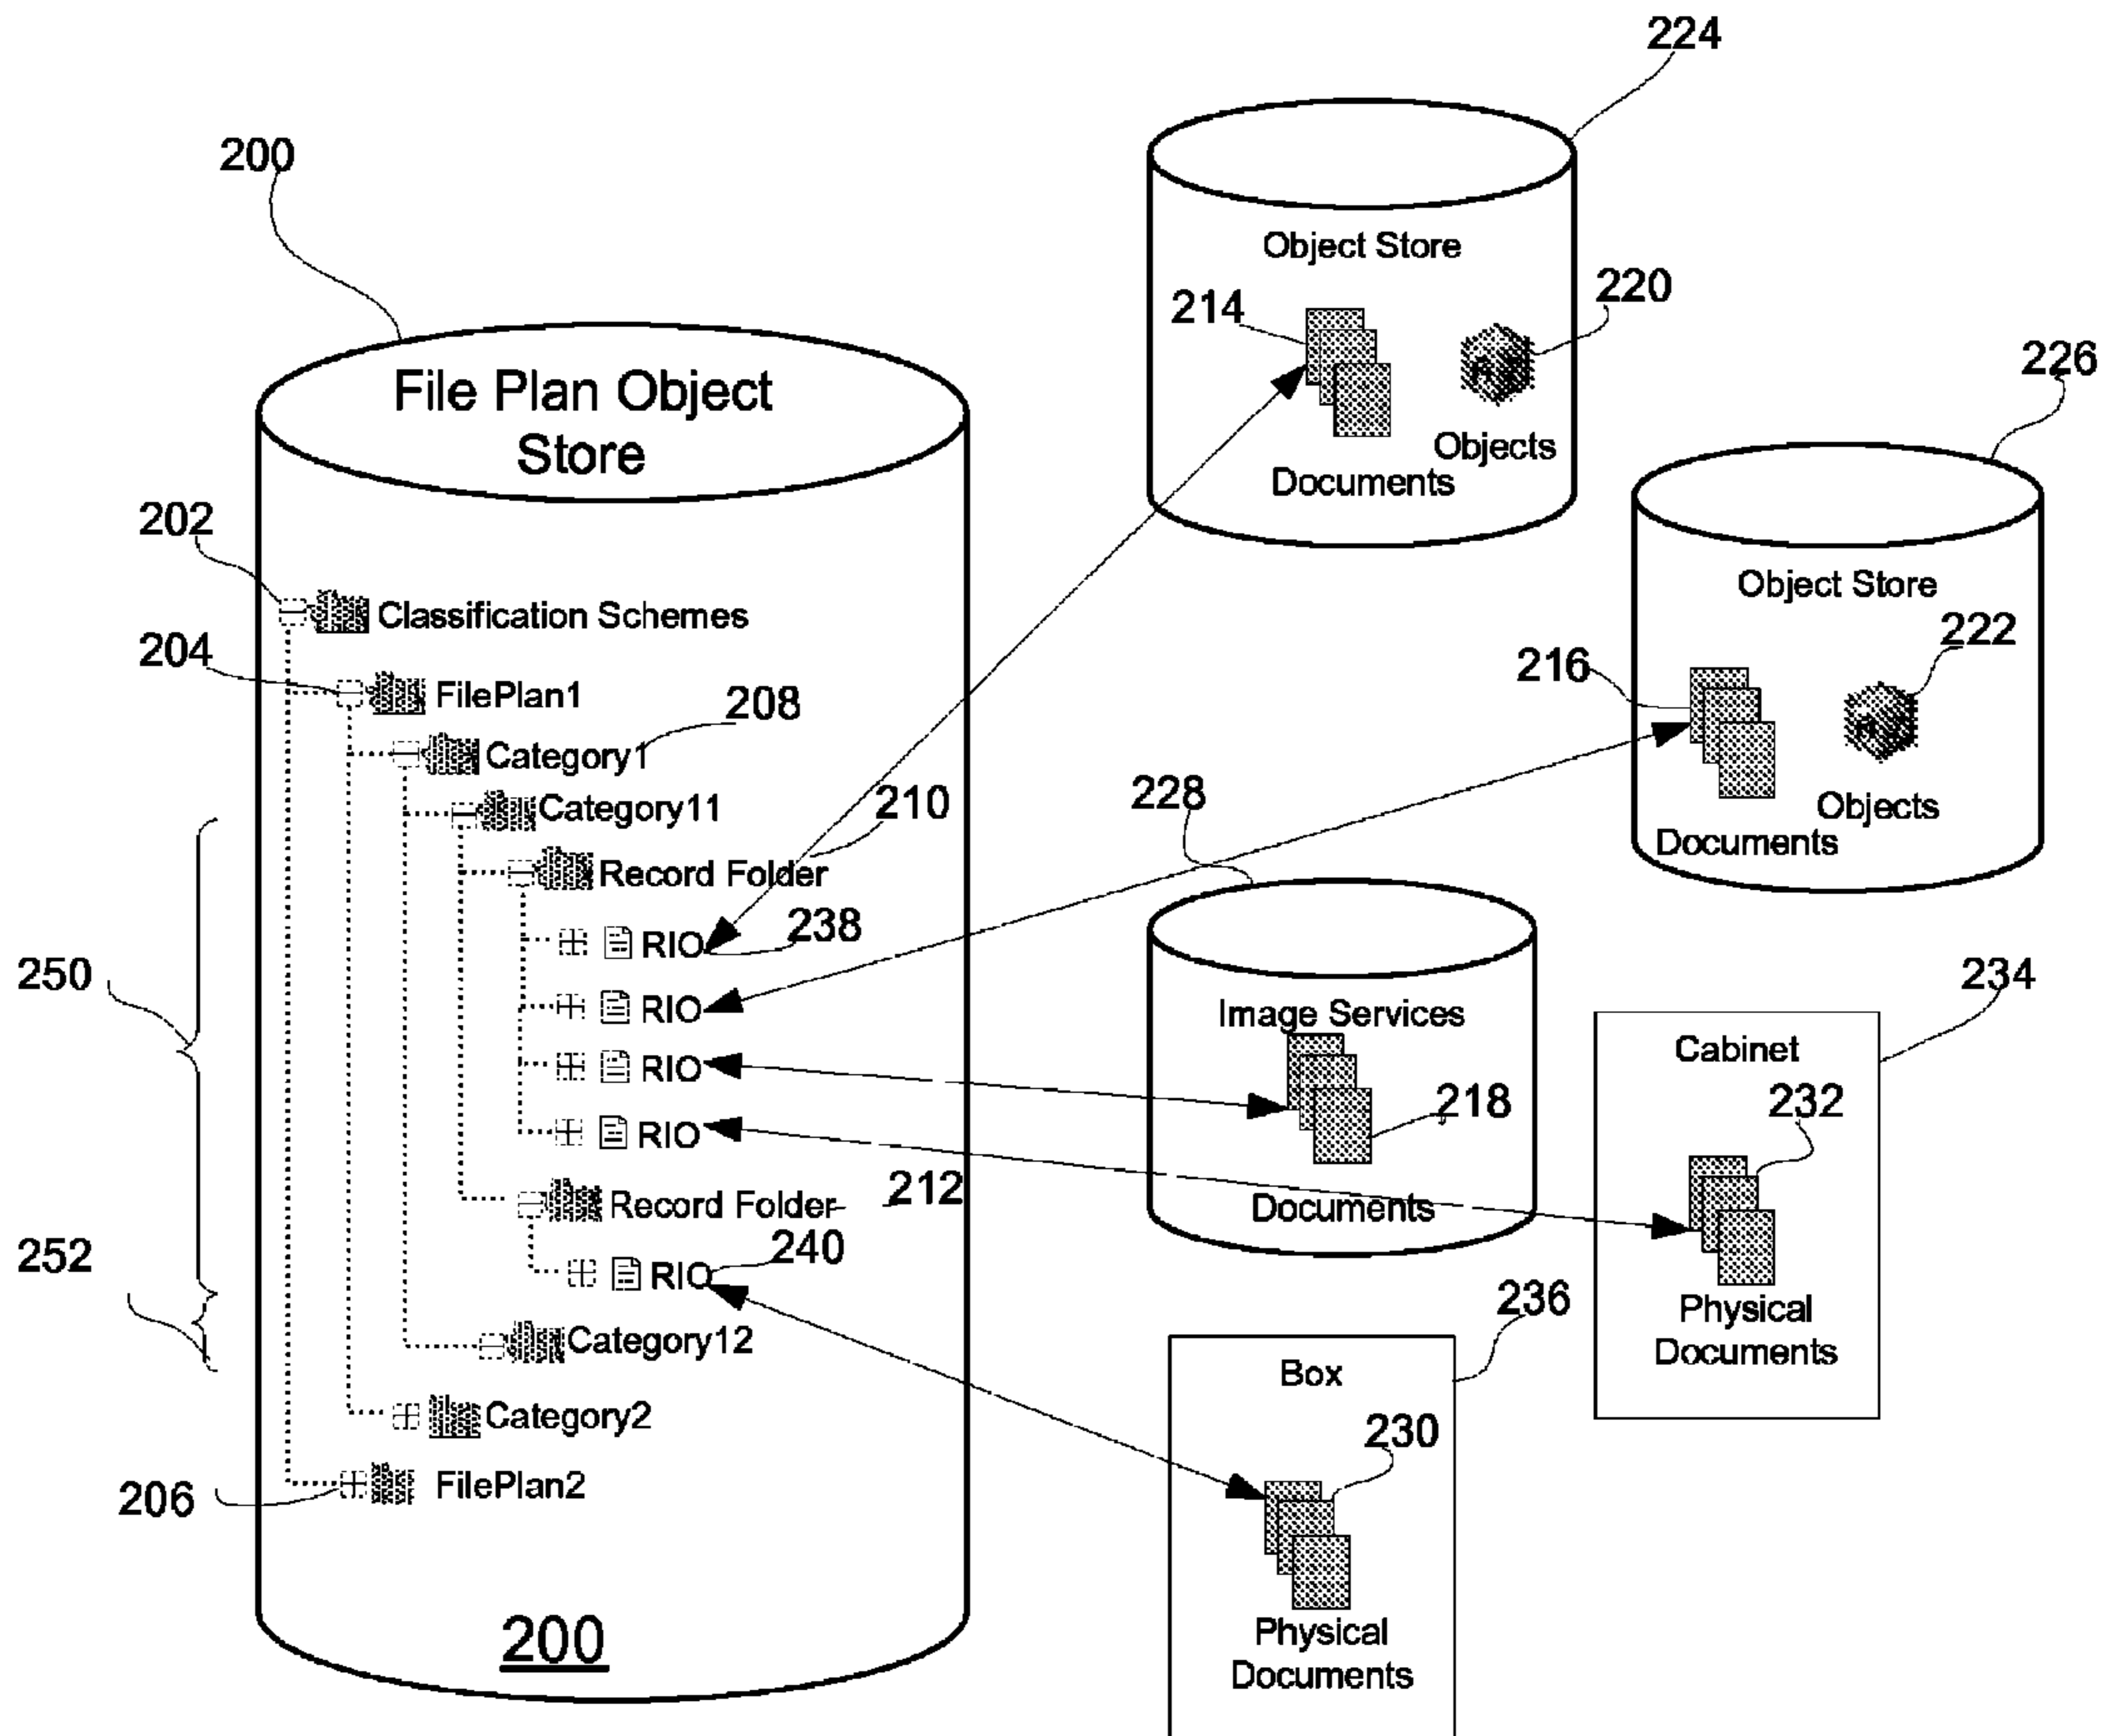 224
200
Object Store
214
220
226
File Plan Object
Store
Objects
Documents
202
Object Store
Classification Schemes
204
222
216
FilePlan1
208
Category1
228
210
Category11
Objects
Documents
Record Folder
238
RIO
250
234
RIO
Image Services
Cabinet
RIO
218
232
RIO
212
Record Folder
Documents
252
240
RIO
236
Physical
Documents
Category12
Box
Category2
230
206
FilePlan2
200
Physical
Documents